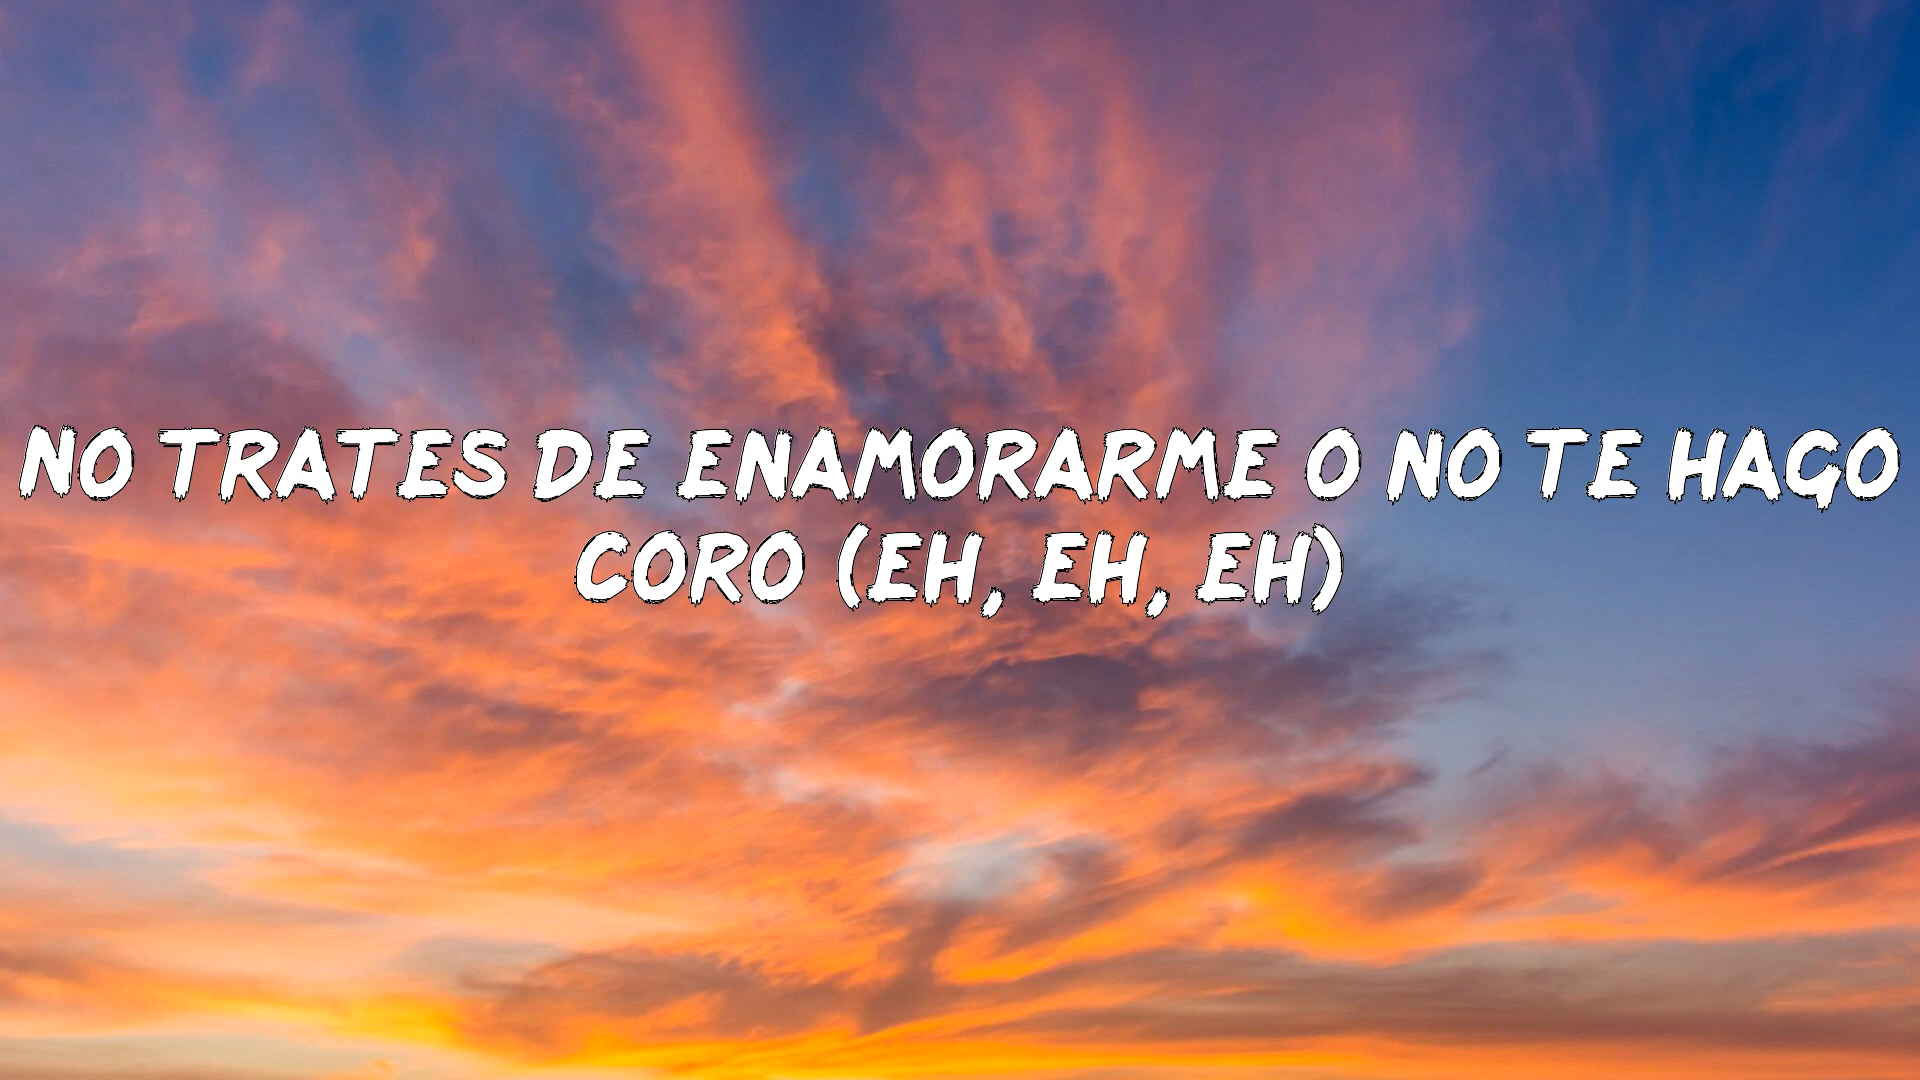 NO TRATES DE ENAMORARME O NO TE HAGO
CORO (EH, EH, EH)